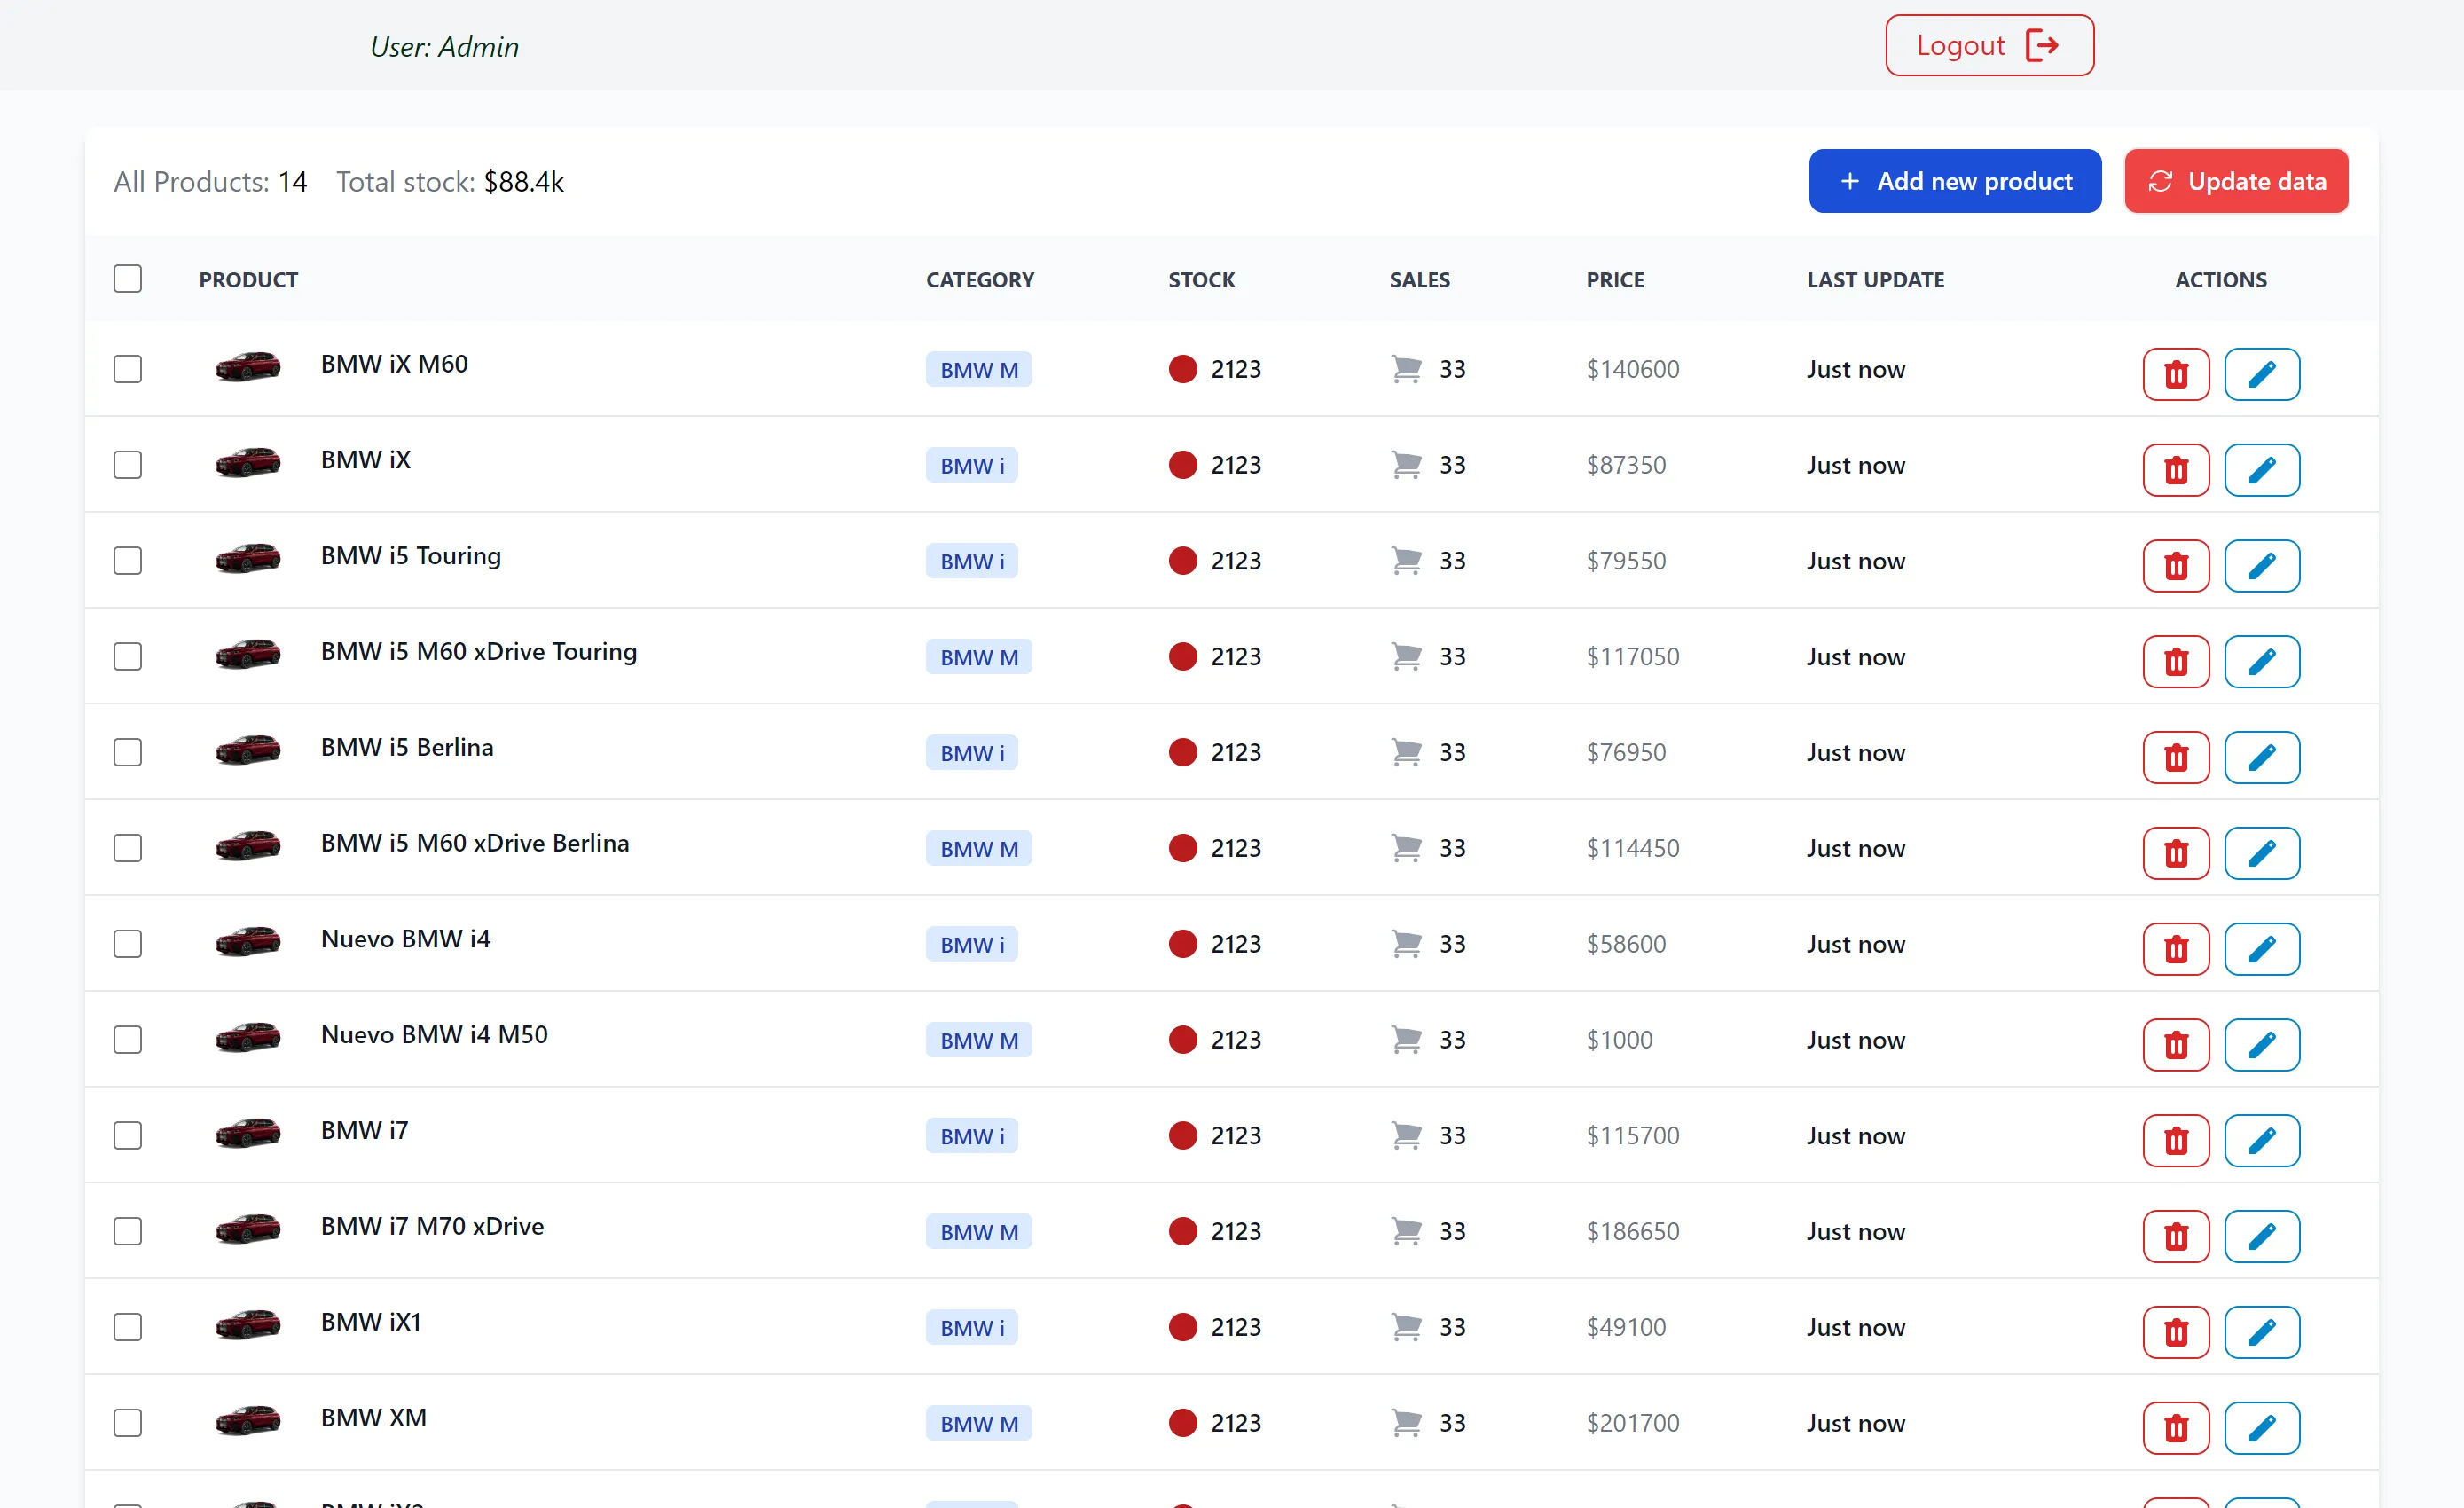 User: Admin
Logout
All Products: 14 Total stock: $88.4k
Add new product
Update data
PRODUCT CATEGORY STOCK SALES PRICE LAST UPDATE ACTIONS
BMW iX M60 BMW M 2123 33 $140600 Just now
BMW iX BMW i 2123 33 $87350 Just now
BMW i5 Touring BMW i 2123 33 $79550 Just now
BMW i5 M60 xDrive Touring BMW M 2123 33 $117050 Just now
BMW i5 Berlina BMW i 2123 33 $76950 Just now
BMW i5 M60 xDrive Berlina BMW M 2123 33 $114450 Just now
Nuevo BMW i4 BMW i 2123 33 $58600 Just now
Nuevo BMW i4 M50 BMW M 2123 33 $1000 Just now
BMW i7 BMW i 2123 33 $115700 Just now
BMW i7 M70 xDrive BMW M 2123 33 $186650 Just now
BMW iX1 BMW i 2123 33 $49100 Just now
BMW XM BMW M 2123 33 $201700 Just now